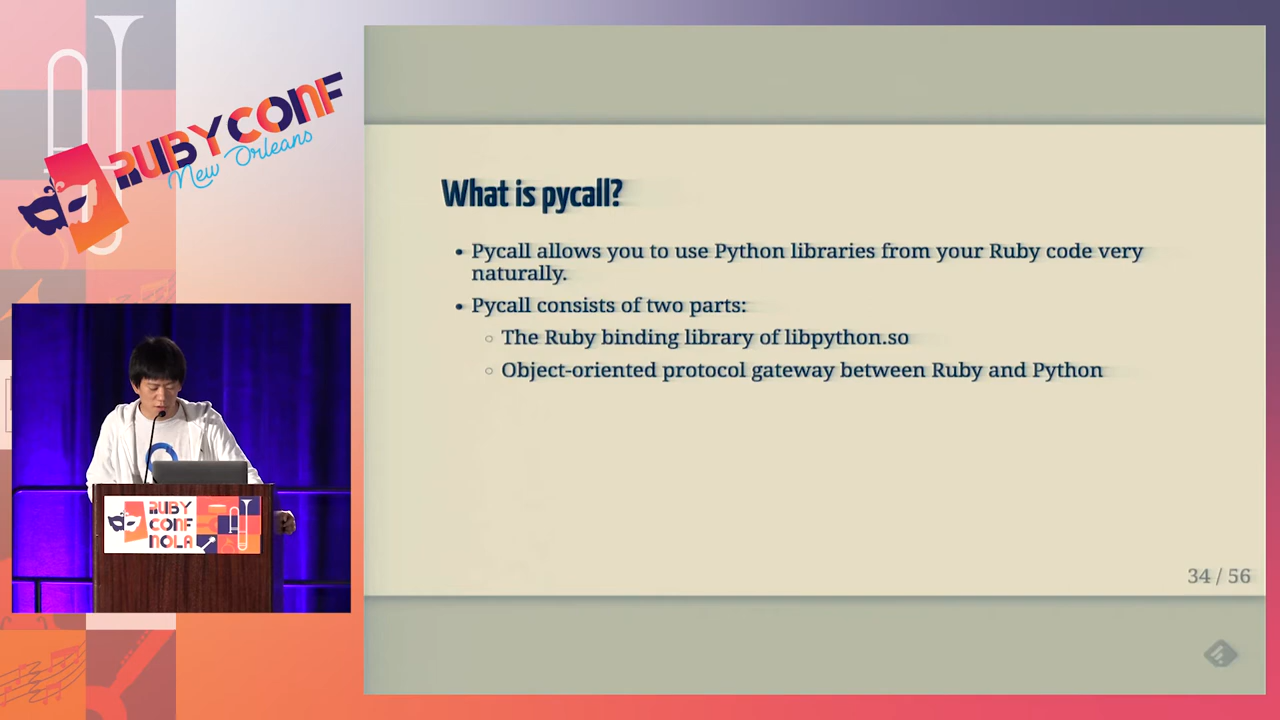 RUBYCONF
New Orleans
What is pycall?
• Pycall allows you to use Python libraries from your Ruby code very
naturally.
• Pycall consists of two parts:
○ The Ruby binding library of libpython.so
○ Object-oriented protocol gateway between Ruby and Python
34 / 56
RUBY
CONF
NOLA